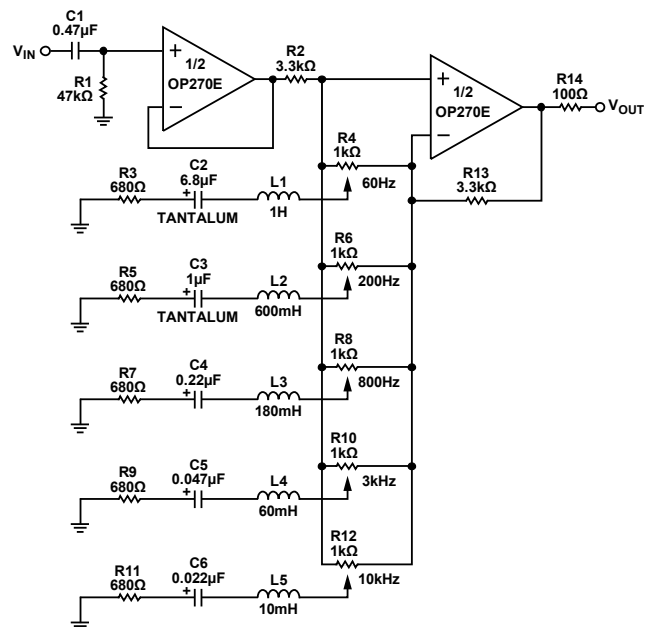 C1
0.47µF
VIN
R1
47kΩ
+
1/2
OP270E
−
R2
3.3kΩ
+
1/2
OP270E
−
R14
100Ω
VOUT
R13
3.3kΩ
R3
680Ω
C2
6.8µF
+
TANTALUM
L1
1H
R4
1kΩ
60Hz
R5
680Ω
C3
1µF
+
TANTALUM
L2
600mH
R6
1kΩ
200Hz
R7
680Ω
C4
0.22µF
+
L3
180mH
R8
1kΩ
800Hz
R9
680Ω
C5
0.047µF
+
L4
60mH
R10
1kΩ
3kHz
R11
680Ω
C6
0.022µF
+
L5
10mH
R12
1kΩ
10kHz